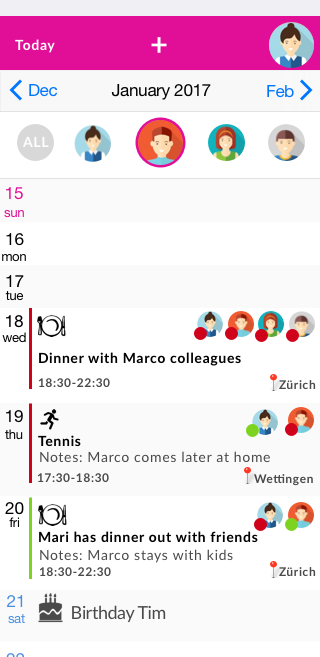 Today +
Dec January 2017 Feb
ALL
15
sun
16
mon
17
tue
18
wed
Dinner with Marco colleagues
18:30-22:30 Zürich
19
thu
Tennis
Notes: Marco comes later at home
17:30-18:30 Wettingen
20
fri
Mari has dinner out with friends
Notes: Marco stays with kids
18:30-22:30 Zürich
21
sat
Birthday Tim